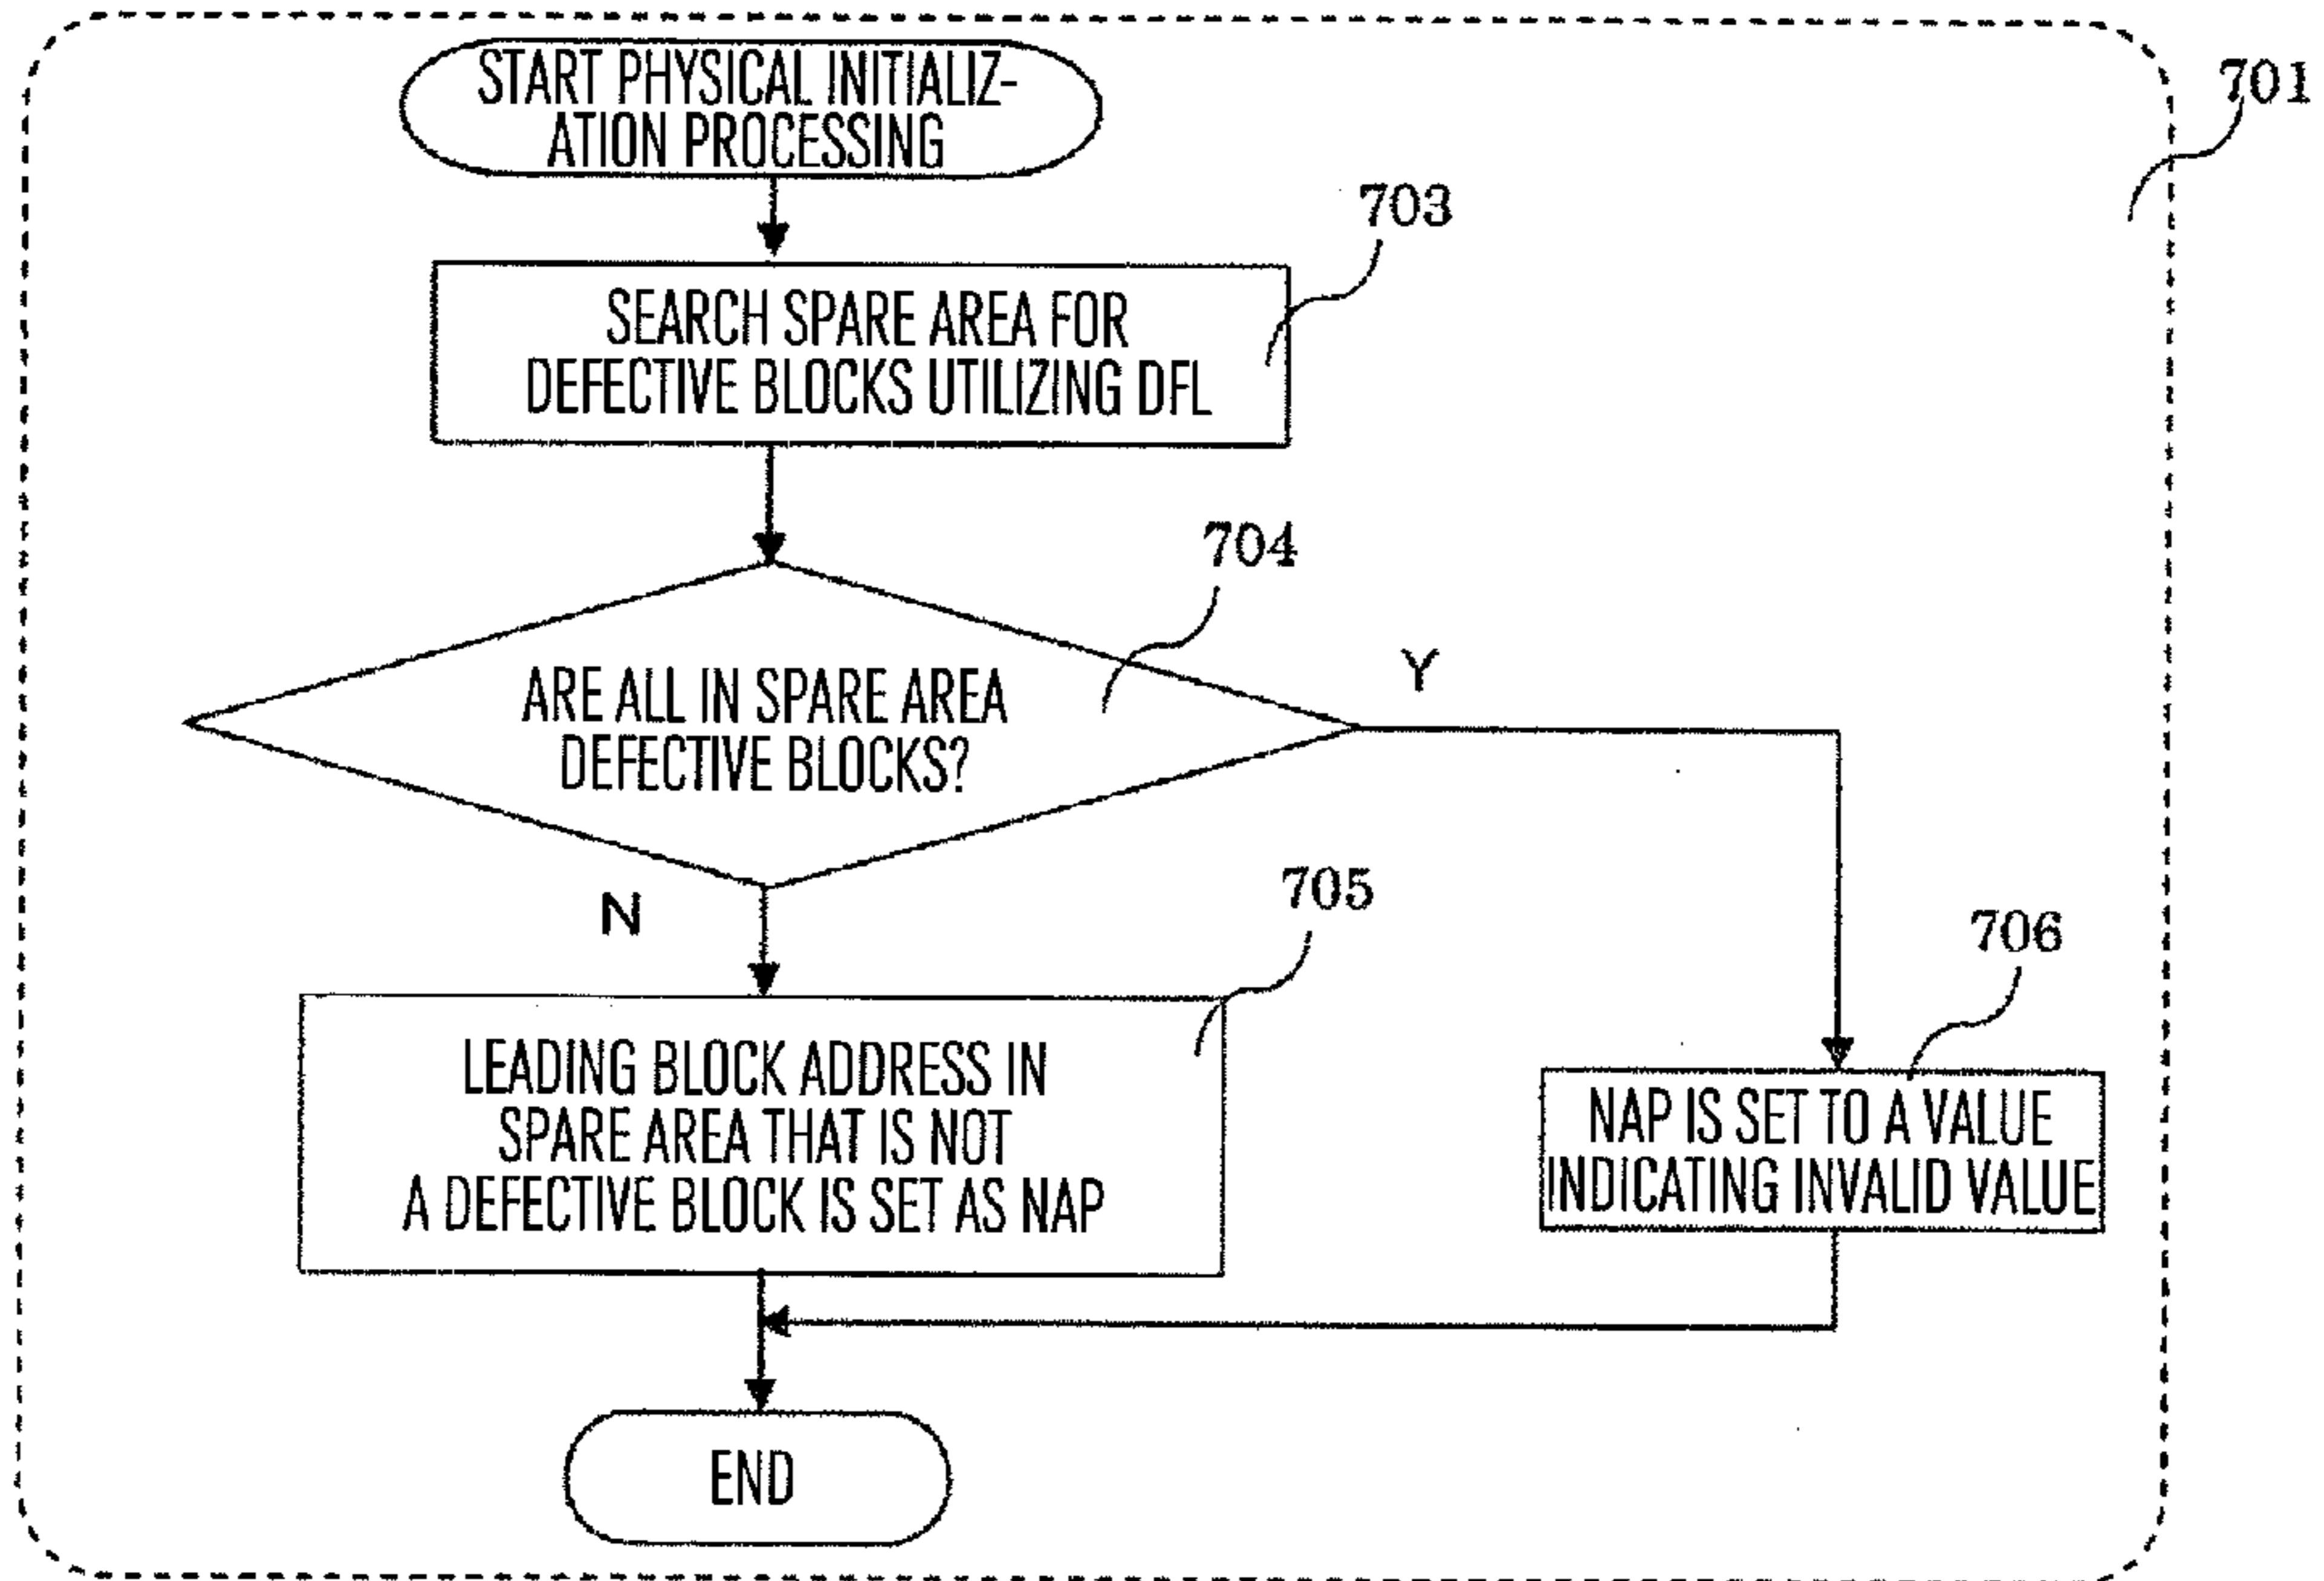 START PHYSICAL INITIALIZ-
ATION PROCESSING
701
703
SEARCH SPARE AREA FOR
DEFECTIVE BLOCKS UTILIZING DFL
704
ARE ALL IN SPARE AREA
DEFECTIVE BLOCKS?
Y
N
705
LEADING BLOCK ADDRESS IN
SPARE AREA THAT IS NOT
A DEFECTIVE BLOCK IS SET AS NAP
706
NAP IS SET TO A VALUE
INDICATING INVALID VALUE
END